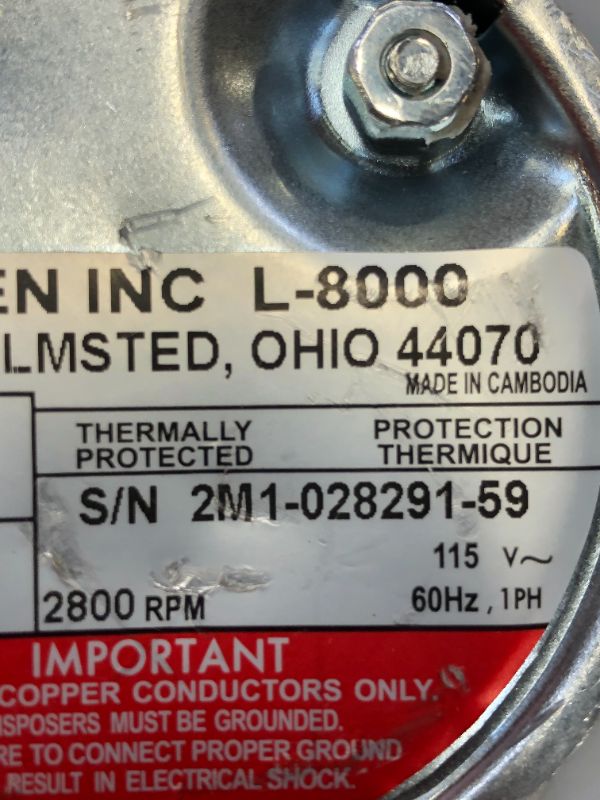 EN INC L-8000
LMSTED, OHIO 44070
MADE IN CAMBODIA
THERMALLY PROTECTED
PROTECTION THERMIQUE
S/N 2M1-028291-59
115 V~
2800 RPM 60Hz, 1PH
IMPORTANT
COPPER CONDUCTORS ONLY.
ISPOSERS MUST BE GROUNDED.
RE TO CONNECT PROPER GROUND
RESULT IN ELECTRICAL SHOCK.